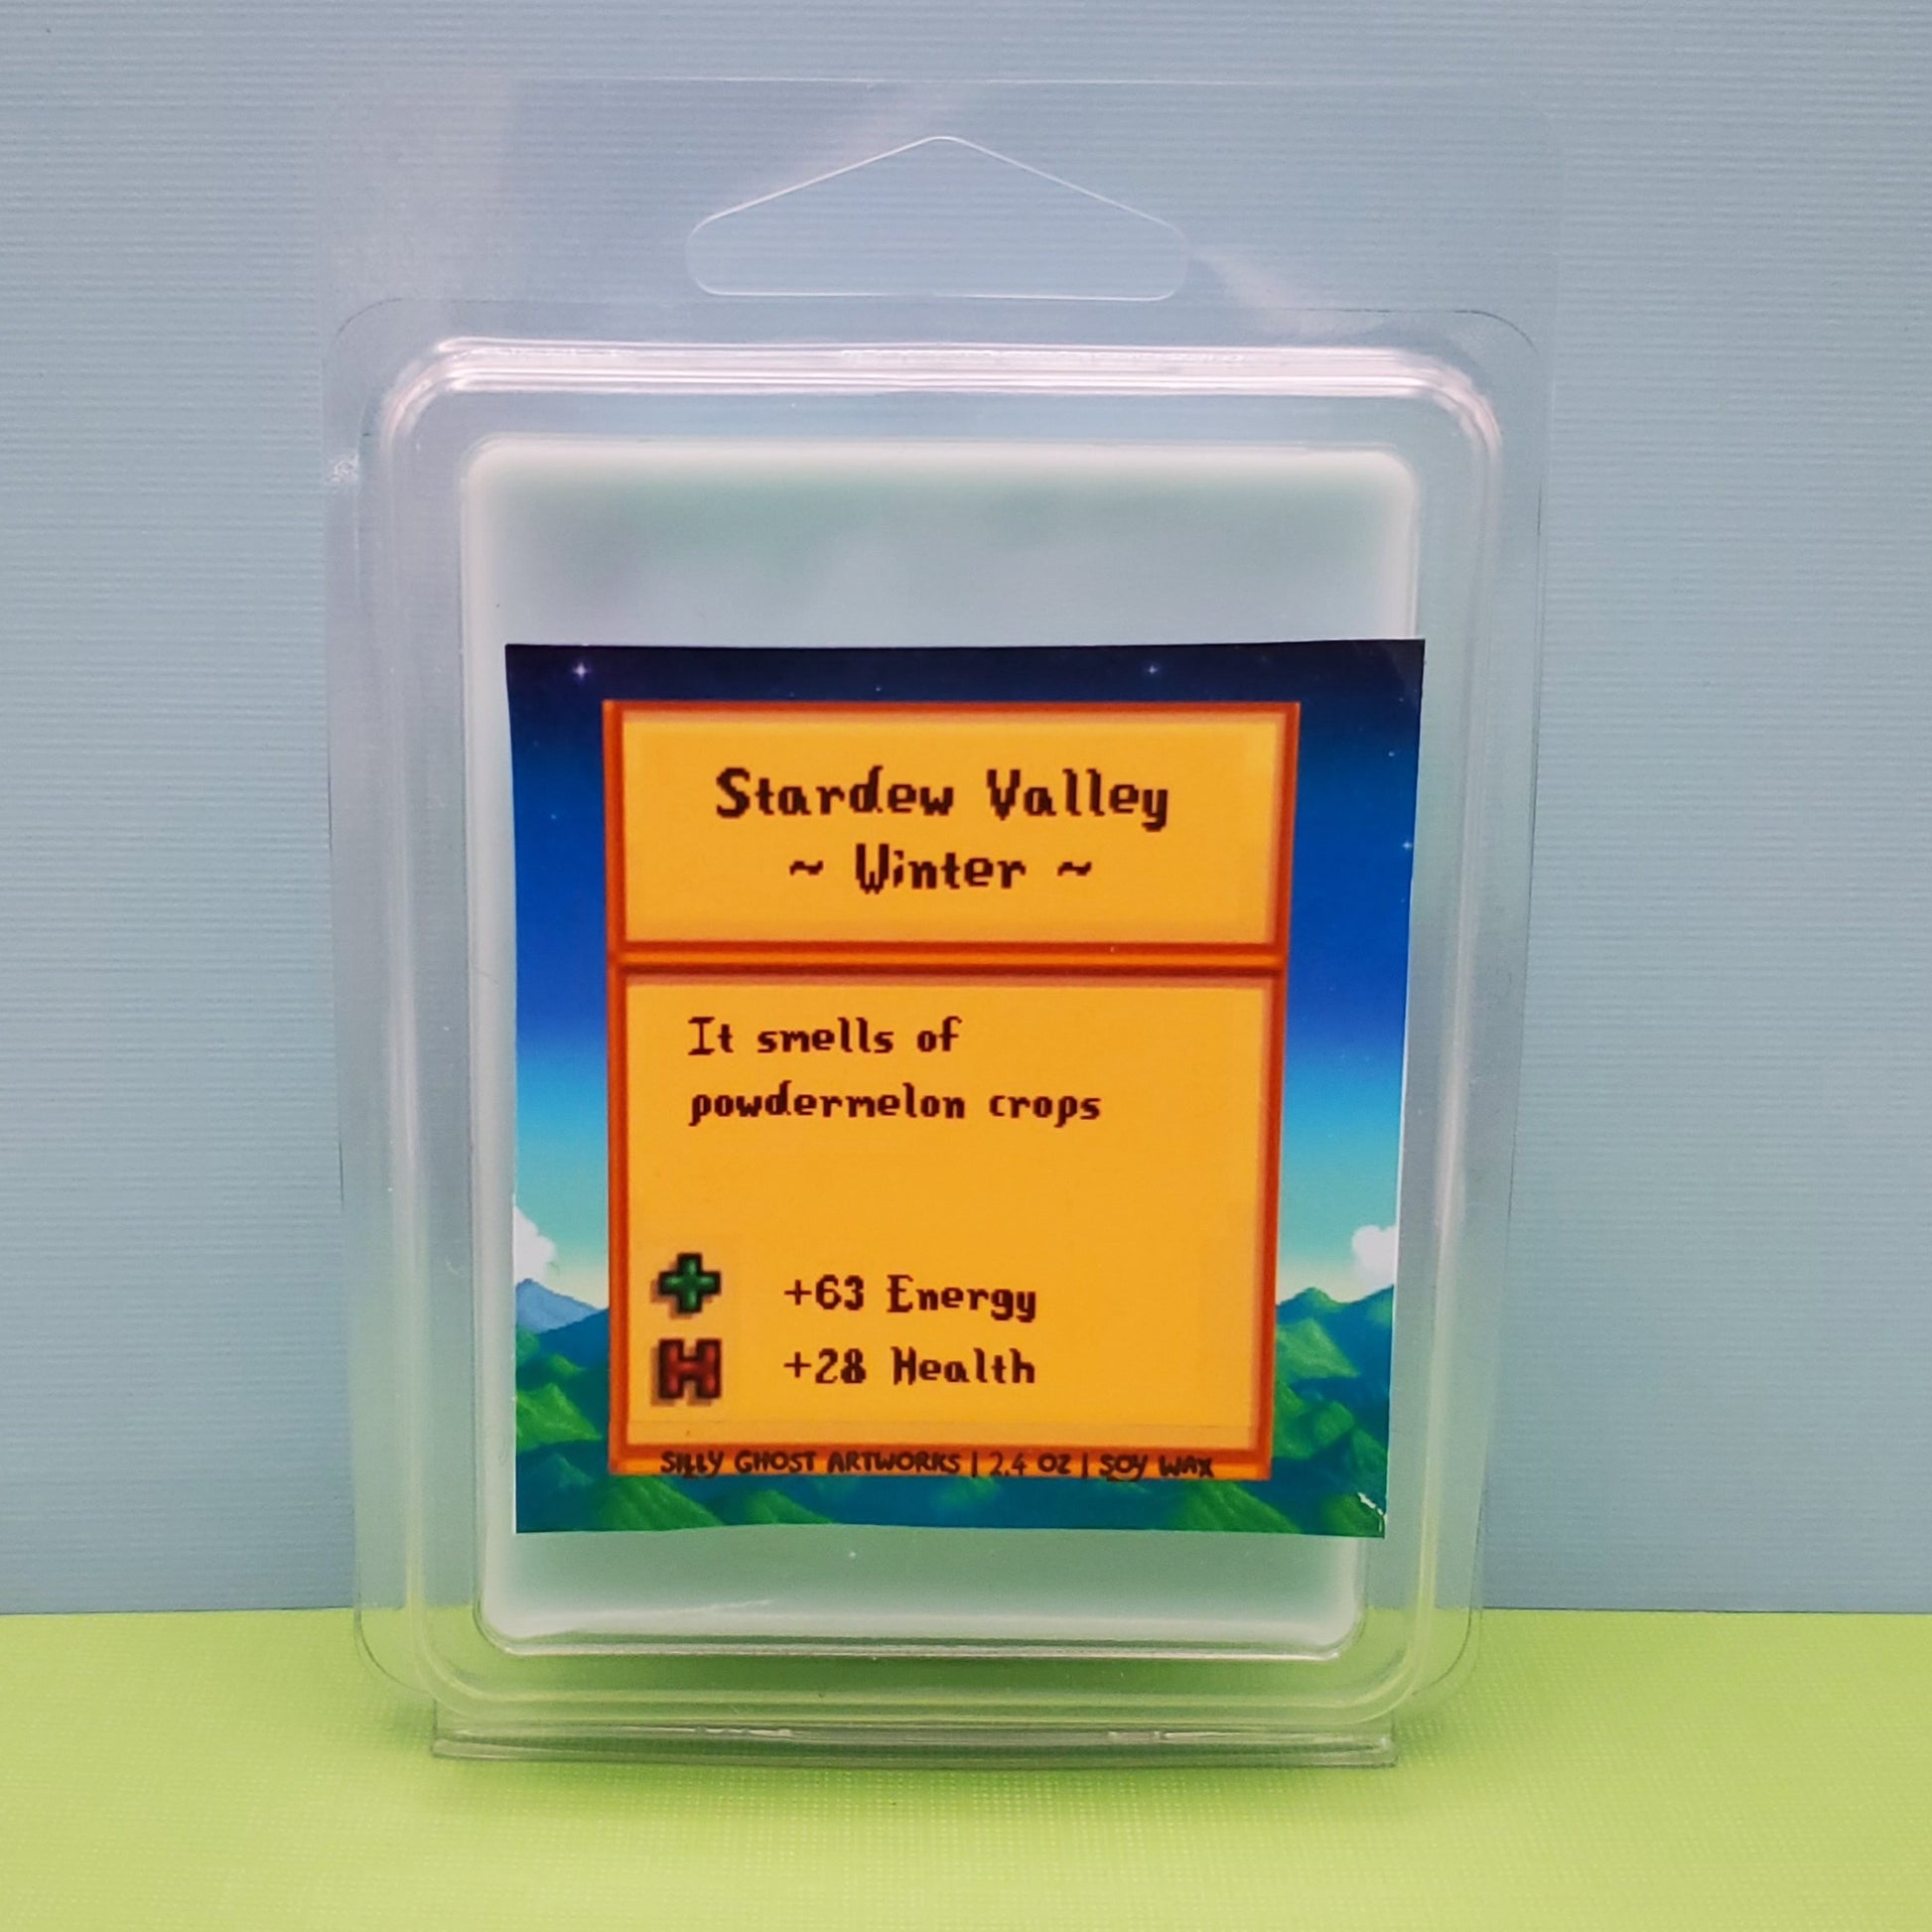 Stardew Valley
~ Winter ~
It smells of
powdermelon crops
+63 Energy
H +28 Health
SILLY GHOST ARTWORKS | 2.4 OZ | SOY WAX